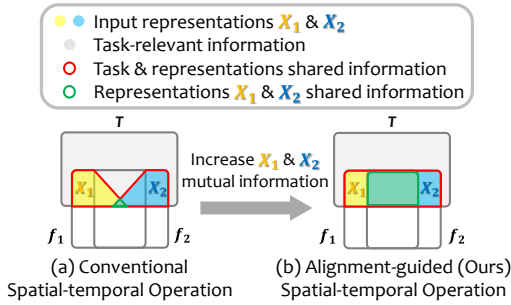 Input representations X₁ & X₂
Task-relevant information
Task & representations shared information
Representations X₁ & X₂ shared information
T
X₁
X₂
f₁
f₂
Increase X₁ & X₂
mutual information
T
X₁
X₂
f₁
f₂
(a) Conventional
Spatial-temporal Operation
(b) Alignment-guided (Ours)
Spatial-temporal Operation